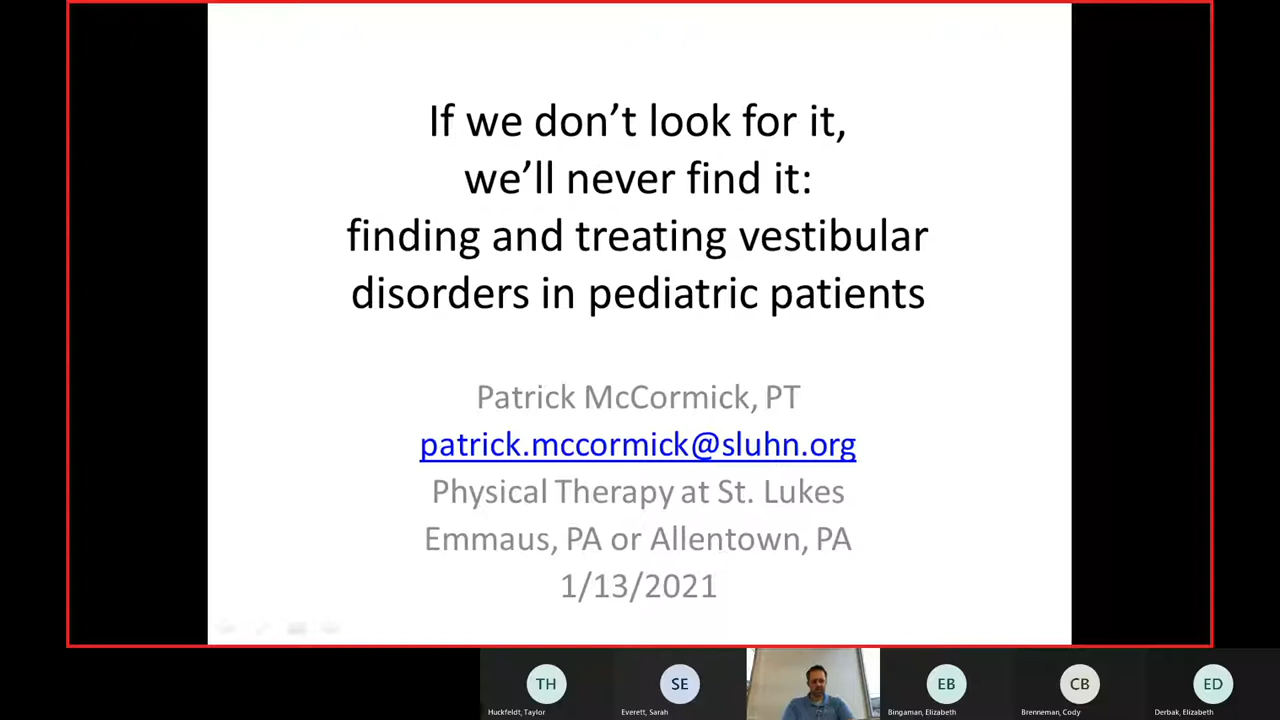 If we don’t look for it,
we’ll never find it:
finding and treating vestibular
disorders in pediatric patients
Patrick McCormick, PT
patrick.mccormick@sluhn.org
Physical Therapy at St. Lukes
Emmaus, PA or Allentown, PA
1/13/2021
TH
SE
EB
CB
ED
Huckfeldt, Taylor
Everett, Sarah
Bingaman, Elizabeth
Brenneman, Cody
Derbak, Elizabeth